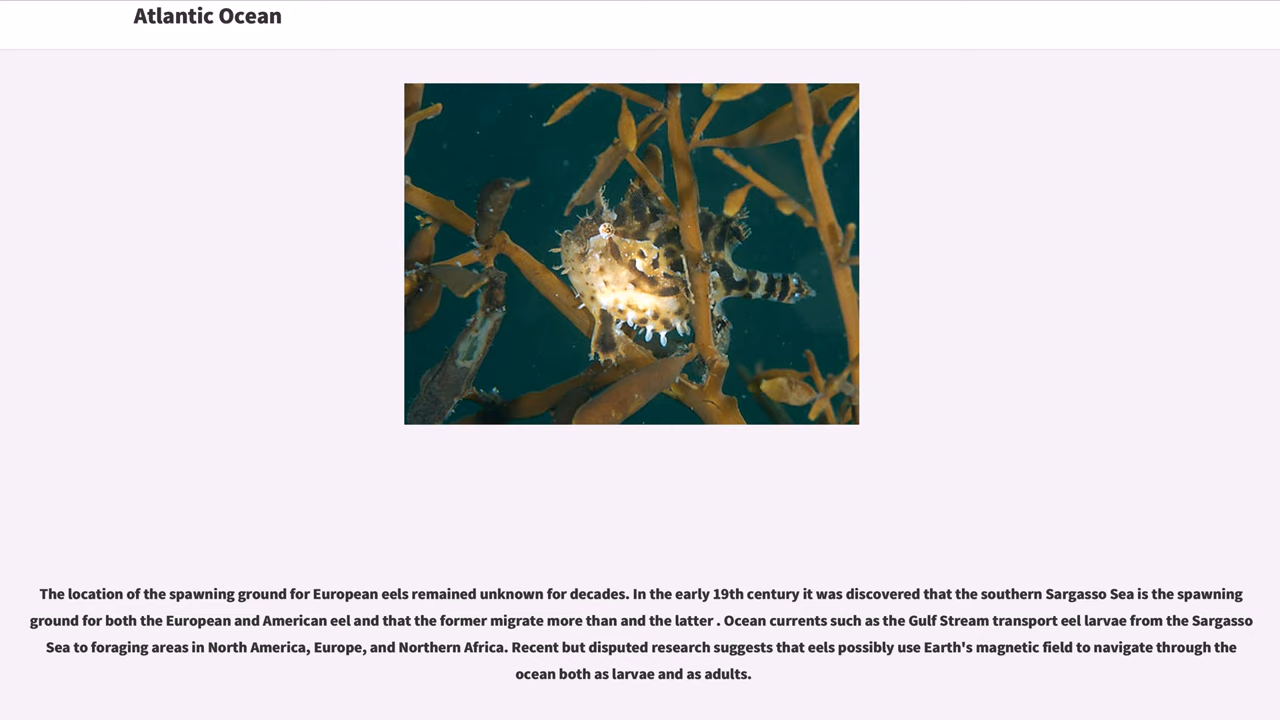 Atlantic Ocean
The location of the spawning ground for European eels remained unknown for decades. In the early 19th century it was discovered that the southern Sargasso Sea is the spawning
ground for both the European and American eel and that the former migrate more than and the latter . Ocean currents such as the Gulf Stream transport eel larvae from the Sargasso
Sea to foraging areas in North America, Europe, and Northern Africa. Recent but disputed research suggests that eels possibly use Earth's magnetic field to navigate through the
ocean both as larvae and as adults.